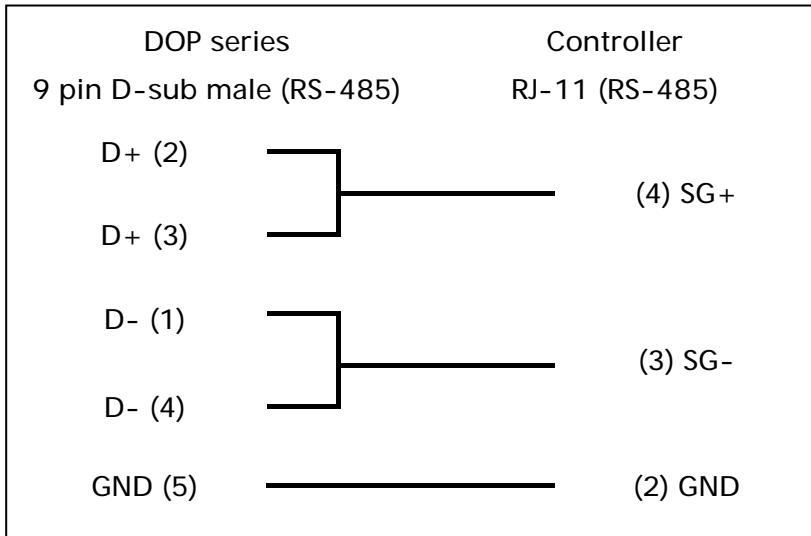 DOP series Controller
9 pin D-sub male (RS-485) RJ-11 (RS-485)
D+ (2)
(4) SG+
D+ (3)
D- (1)
(3) SG-
D- (4)
GND (5) (2) GND